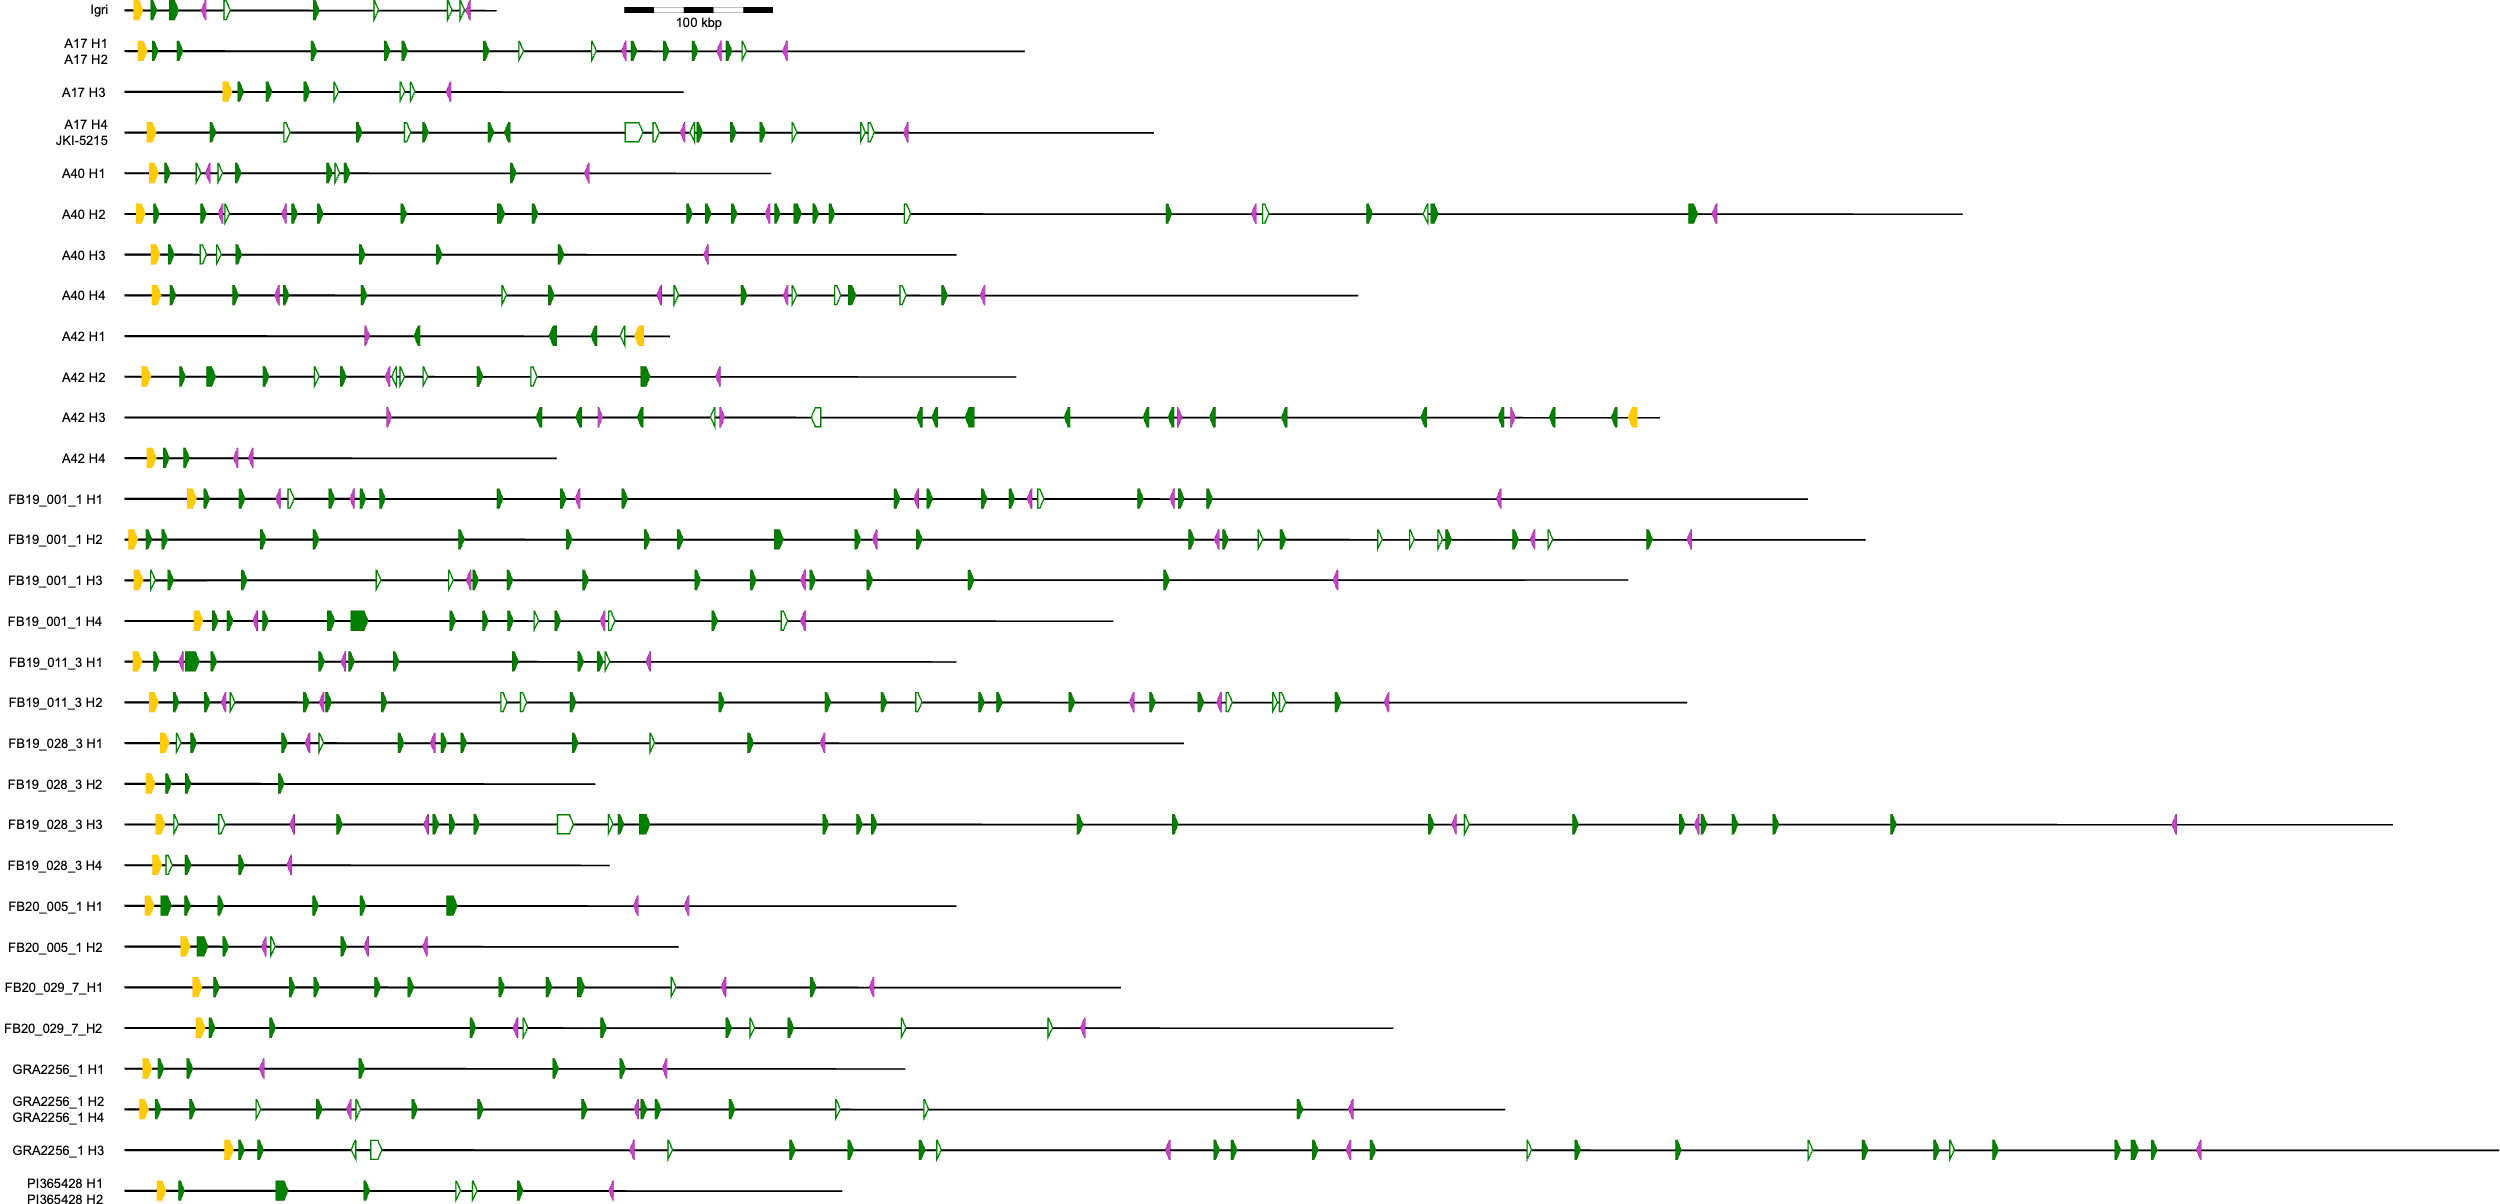 Igri
100 kbp
A17 H1
A17 H2
A17 H3
A17 H4
JKI-5215
A40 H1
A40 H2
A40 H3
A40 H4
A42 H1
A42 H2
A42 H3
A42 H4
FB19_001_1 H1
FB19_001_1 H2
FB19_001_1 H3
FB19_001_1 H4
FB19_011_3 H1
FB19_011_3 H2
FB19_028_3 H1
FB19_028_3 H2
FB19_028_3 H3
FB19_028_3 H4
FB20_005_1 H1
FB20_005_1 H2
FB20_029_7_H1
FB20_029_7_H2
GRA2256_1 H1
GRA2256_1 H2
GRA2256_1 H4
GRA2256_1 H3
PI365428 H1
PI365428 H2